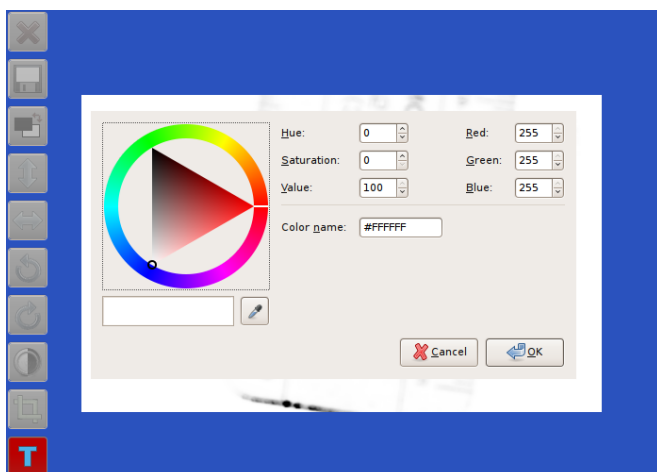 Hue: 0 Red: 255
Saturation: 0 Green: 255
Value: 100 Blue: 255
Color name: #FFFFFF
Cancel OK
T